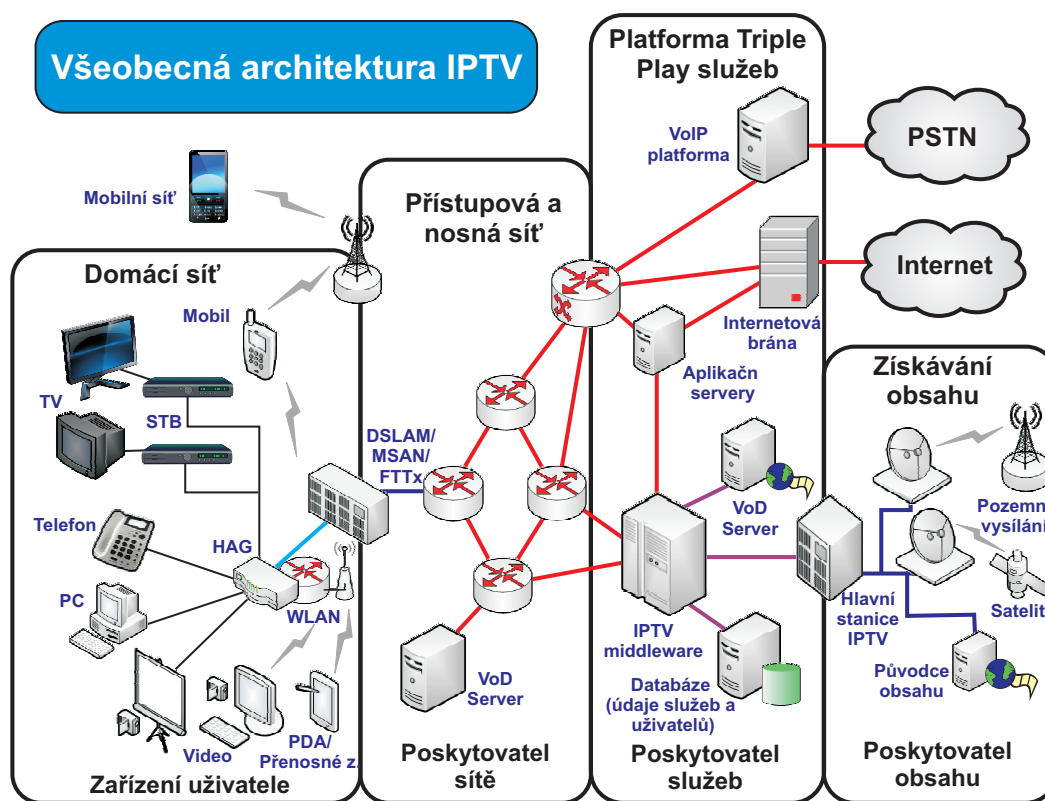 Všeobecná architektura IPTV
Platforma Triple
Play služeb
VoIP
platforma
PSTN
Mobilní síť
Přístupová a
nosná síť
Domácí síť
Internet
Mobil
Internetová
brána
Aplikačn
servery
Získávání
obsahu
TV
STB
DSLAM/
MSAN/
FTTx
VoD
Server
Pozemn
vysílání
Telefon
HAG
PC
WLAN
Hlavní
stanice
IPTV
Satelit
IPTV
middleware
VoD
Server
Původce
obsahu
Databáze
(údaje služeb a
uživatelů)
Video
PDA/
Přenosné z.
Zařízení uživatele
Poskytovatel
sítě
Poskytovatel
služeb
Poskytovatel
obsahu